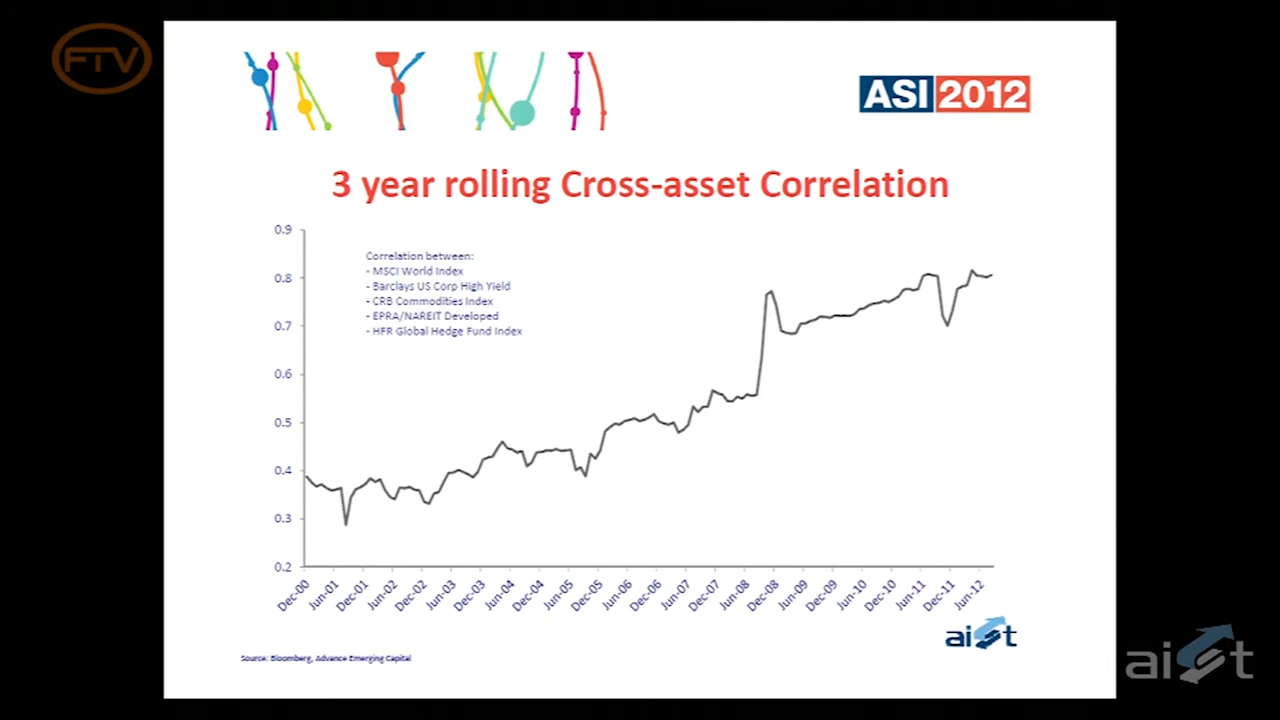 FTV
ASI 2012
3 year rolling Cross-asset Correlation
0.9
0.8
0.7
0.6
0.5
0.4
0.3
0.2
Correlation between:
- MSCI World Index
- Barclays US Corp High Yield
- CRB Commodities Index
- EPRA/NAREIT Developed
- HFR Global Hedge Fund Index
Dec-00 Jun-01 Dec-01 Jun-02 Dec-02 Jun-03 Dec-03 Jun-04 Dec-04 Jun-05 Dec-05 Jun-06 Dec-06 Jun-07 Dec-07 Jun-08 Dec-08 Jun-09 Dec-09 Jun-10 Dec-10 Jun-11 Dec-11 Jun-12
aist
Source: Bloomberg, Advance Emerging Capital
aist